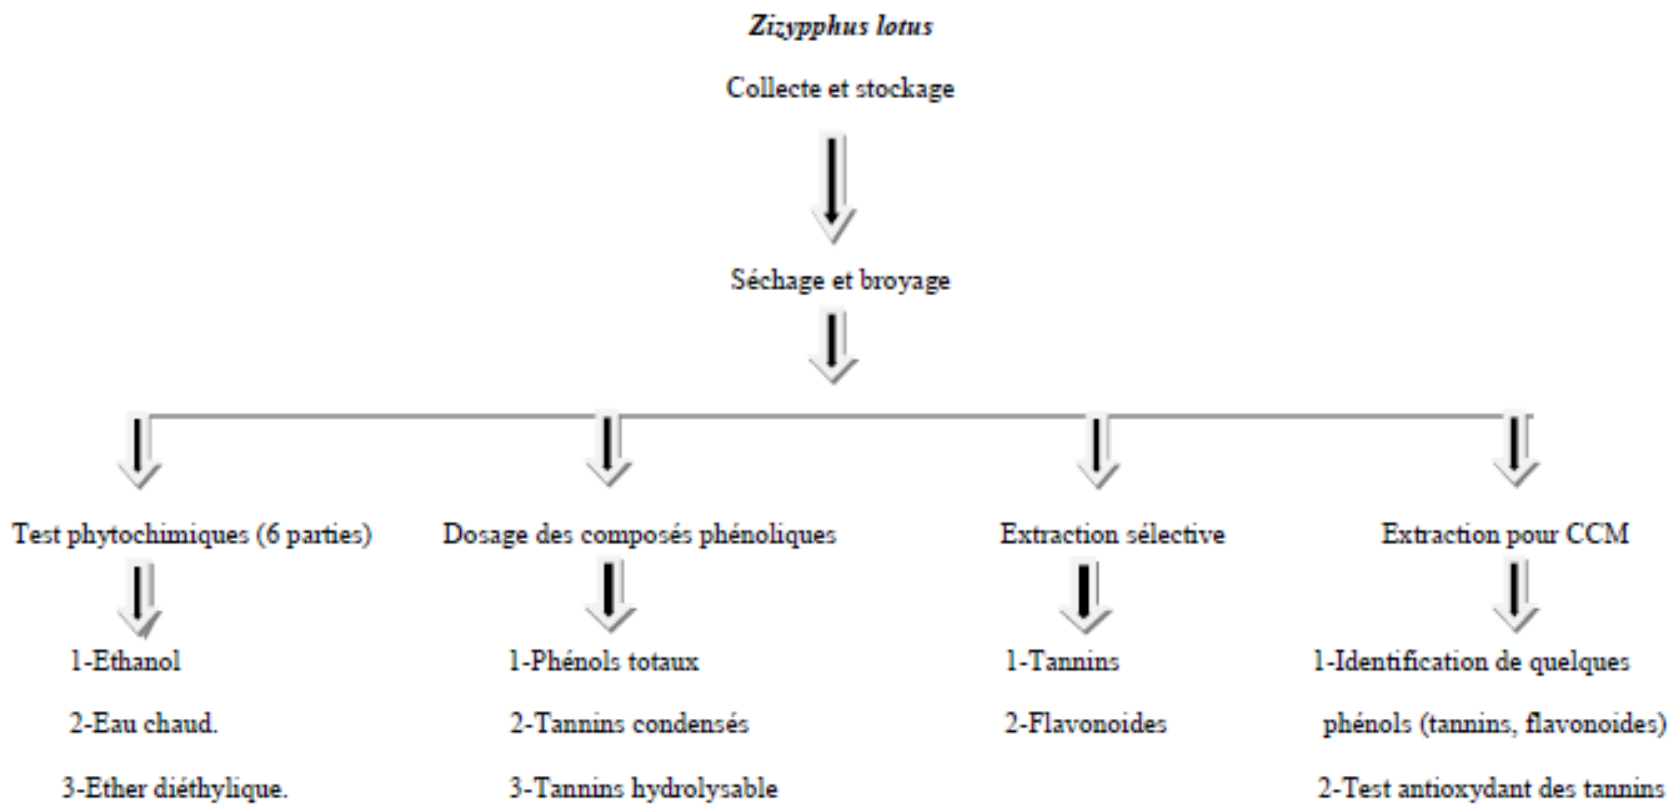 Zizypphus lotus
Collecte et stockage
Séchage et broyage
Test phytochimiques (6 parties)
Dosage des composés phénoliques
Extraction sélective
Extraction pour CCM
1-Ethanol
2-Eau chaud.
3-Ether diéthylique.
1-Phénols totaux
2-Tannins condensés
3-Tannins hydrolysable
1-Tannins
2-Flavonoides
1-Identification de quelques
phénols (tannins, flavonoides)
2-Test antioxydant des tannins